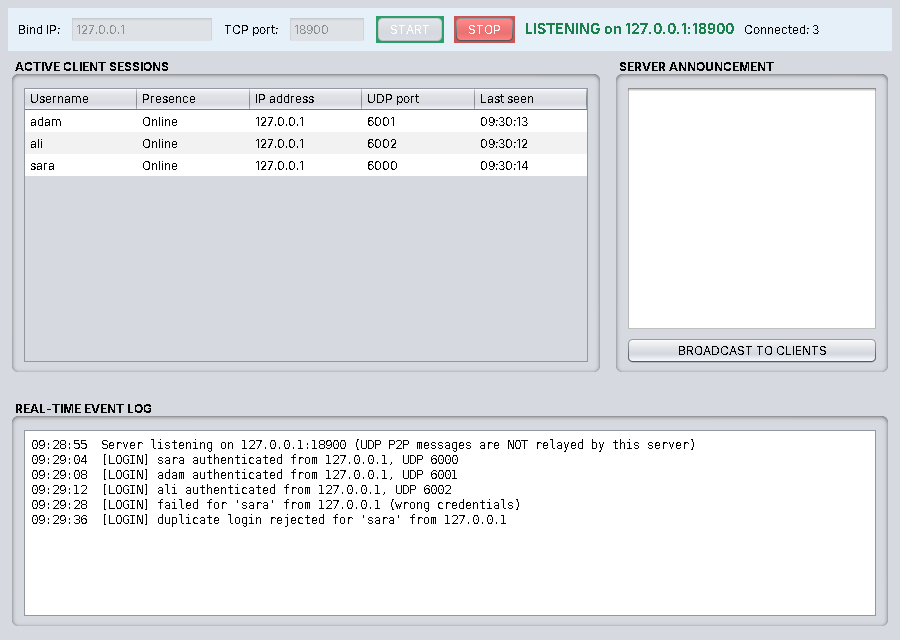 Bind IP: 127.0.0.1 TCP port: 18900 START STOP LISTENING on 127.0.0.1:18900 Connected: 3
ACTIVE CLIENT SESSIONS
Username Presence IP address UDP port Last seen
adam Online 127.0.0.1 6001 09:30:13
ali Online 127.0.0.1 6002 09:30:12
sara Online 127.0.0.1 6000 09:30:14
SERVER ANNOUNCEMENT
BROADCAST TO CLIENTS
REAL-TIME EVENT LOG
09:28:55 Server listening on 127.0.0.1:18900 (UDP P2P messages are NOT relayed by this server)
09:29:04 [LOGIN] sara authenticated from 127.0.0.1, UDP 6000
09:29:08 [LOGIN] adam authenticated from 127.0.0.1, UDP 6001
09:29:12 [LOGIN] ali authenticated from 127.0.0.1, UDP 6002
09:29:28 [LOGIN] failed for 'sara' from 127.0.0.1 (wrong credentials)
09:29:36 [LOGIN] duplicate login rejected for 'sara' from 127.0.0.1